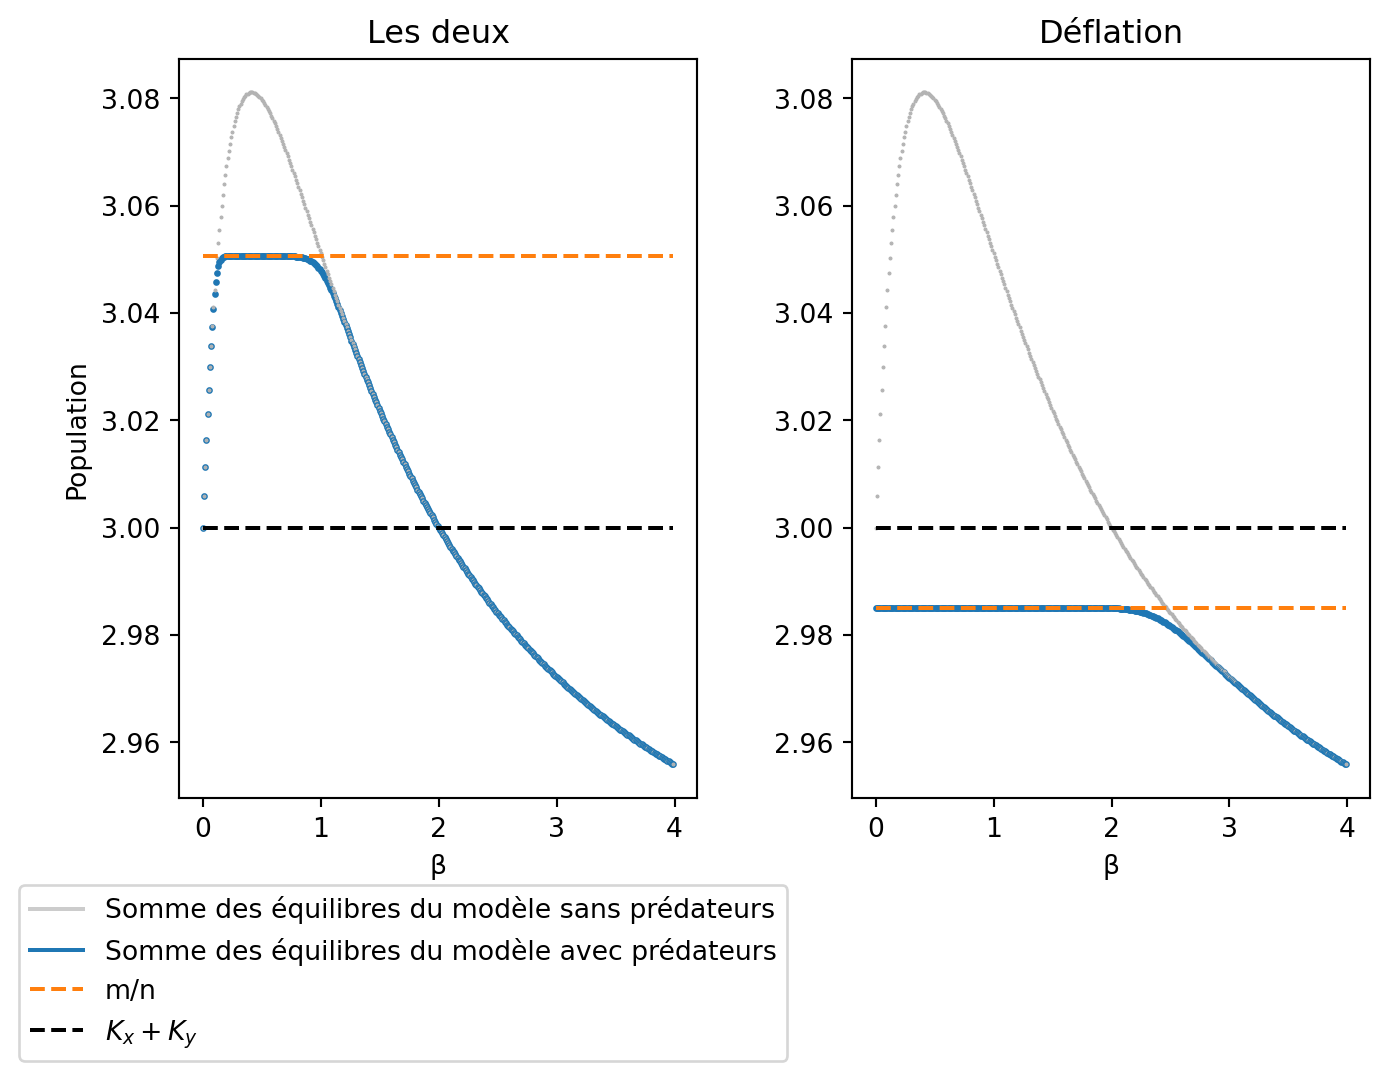 Les deux
Déflation
Population
3.08
3.06
3.04
3.02
3.00
2.98
2.96
0 1 2 3 4
β
3.08
3.06
3.04
3.02
3.00
2.98
2.96
0 1 2 3 4
β
Somme des équilibres du modèle sans prédateurs
Somme des équilibres du modèle avec prédateurs
m/n
Kₓ + Kᵧ